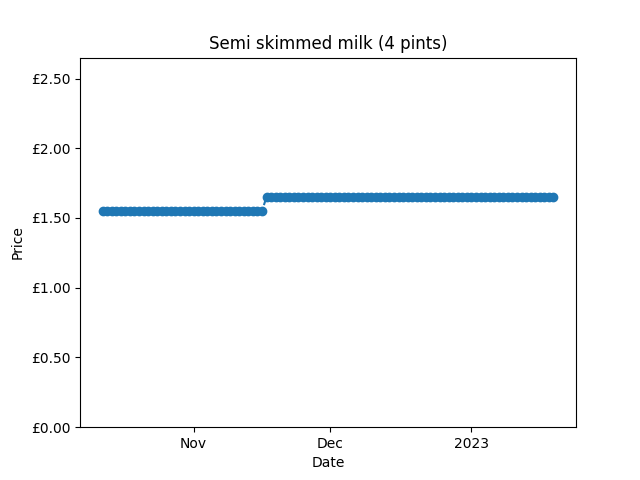 Semi skimmed milk (4 pints)
£2.50
£2.00
£1.50
£1.00
£0.50
£0.00
Price
Nov
Dec
2023
Date